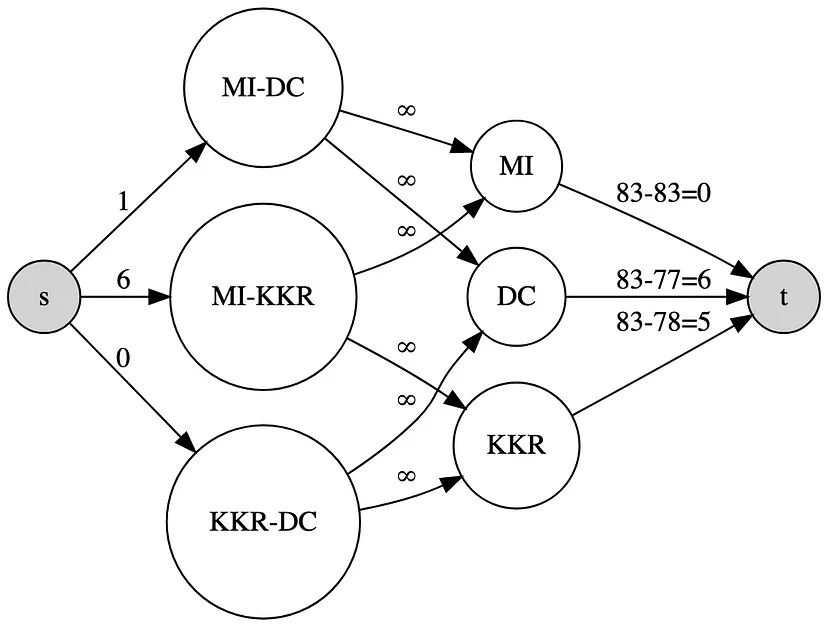 MI-DC
∞
MI
∞
83-83=0
1
∞
s
6
MI-KKR
DC
83-77=6
t
83-78=5
∞
0
∞
KKR
∞
KKR-DC